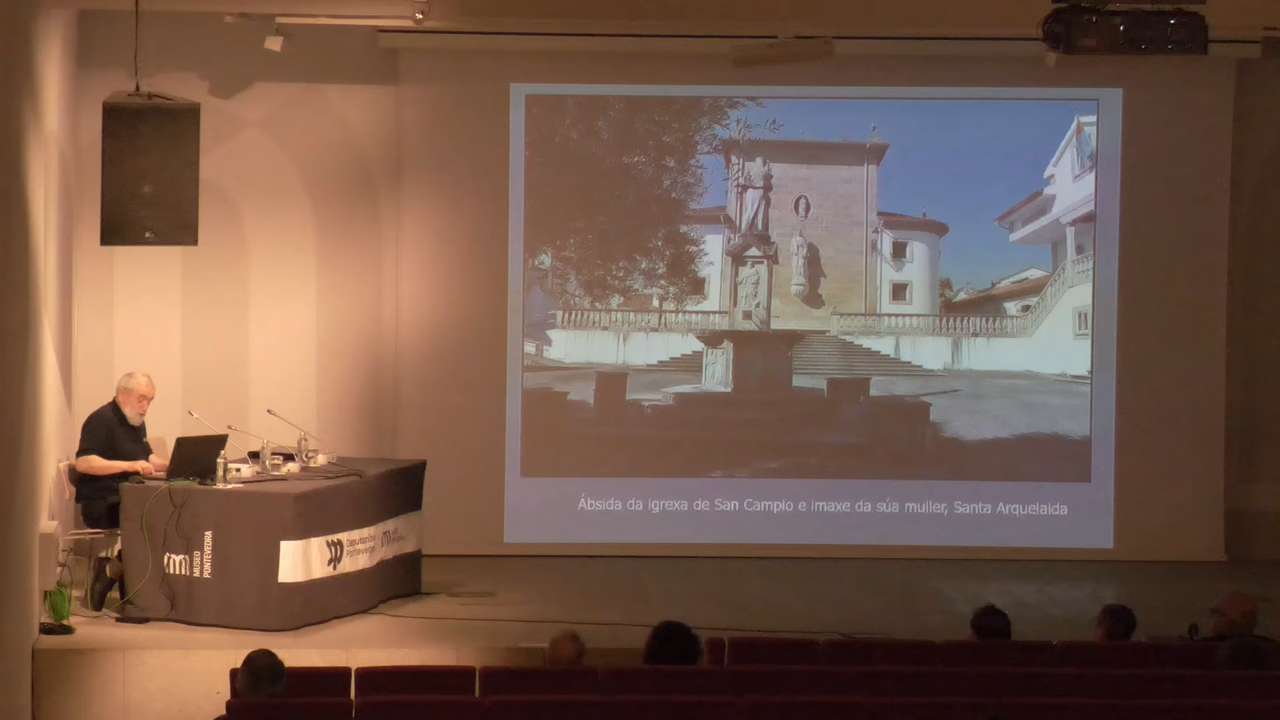 Ábsida da igrexa de San Campio e imaxe da súa muller, Santa Arquelaida
MUSEO
PONTEVEDRA
Deputación
Pontevedra